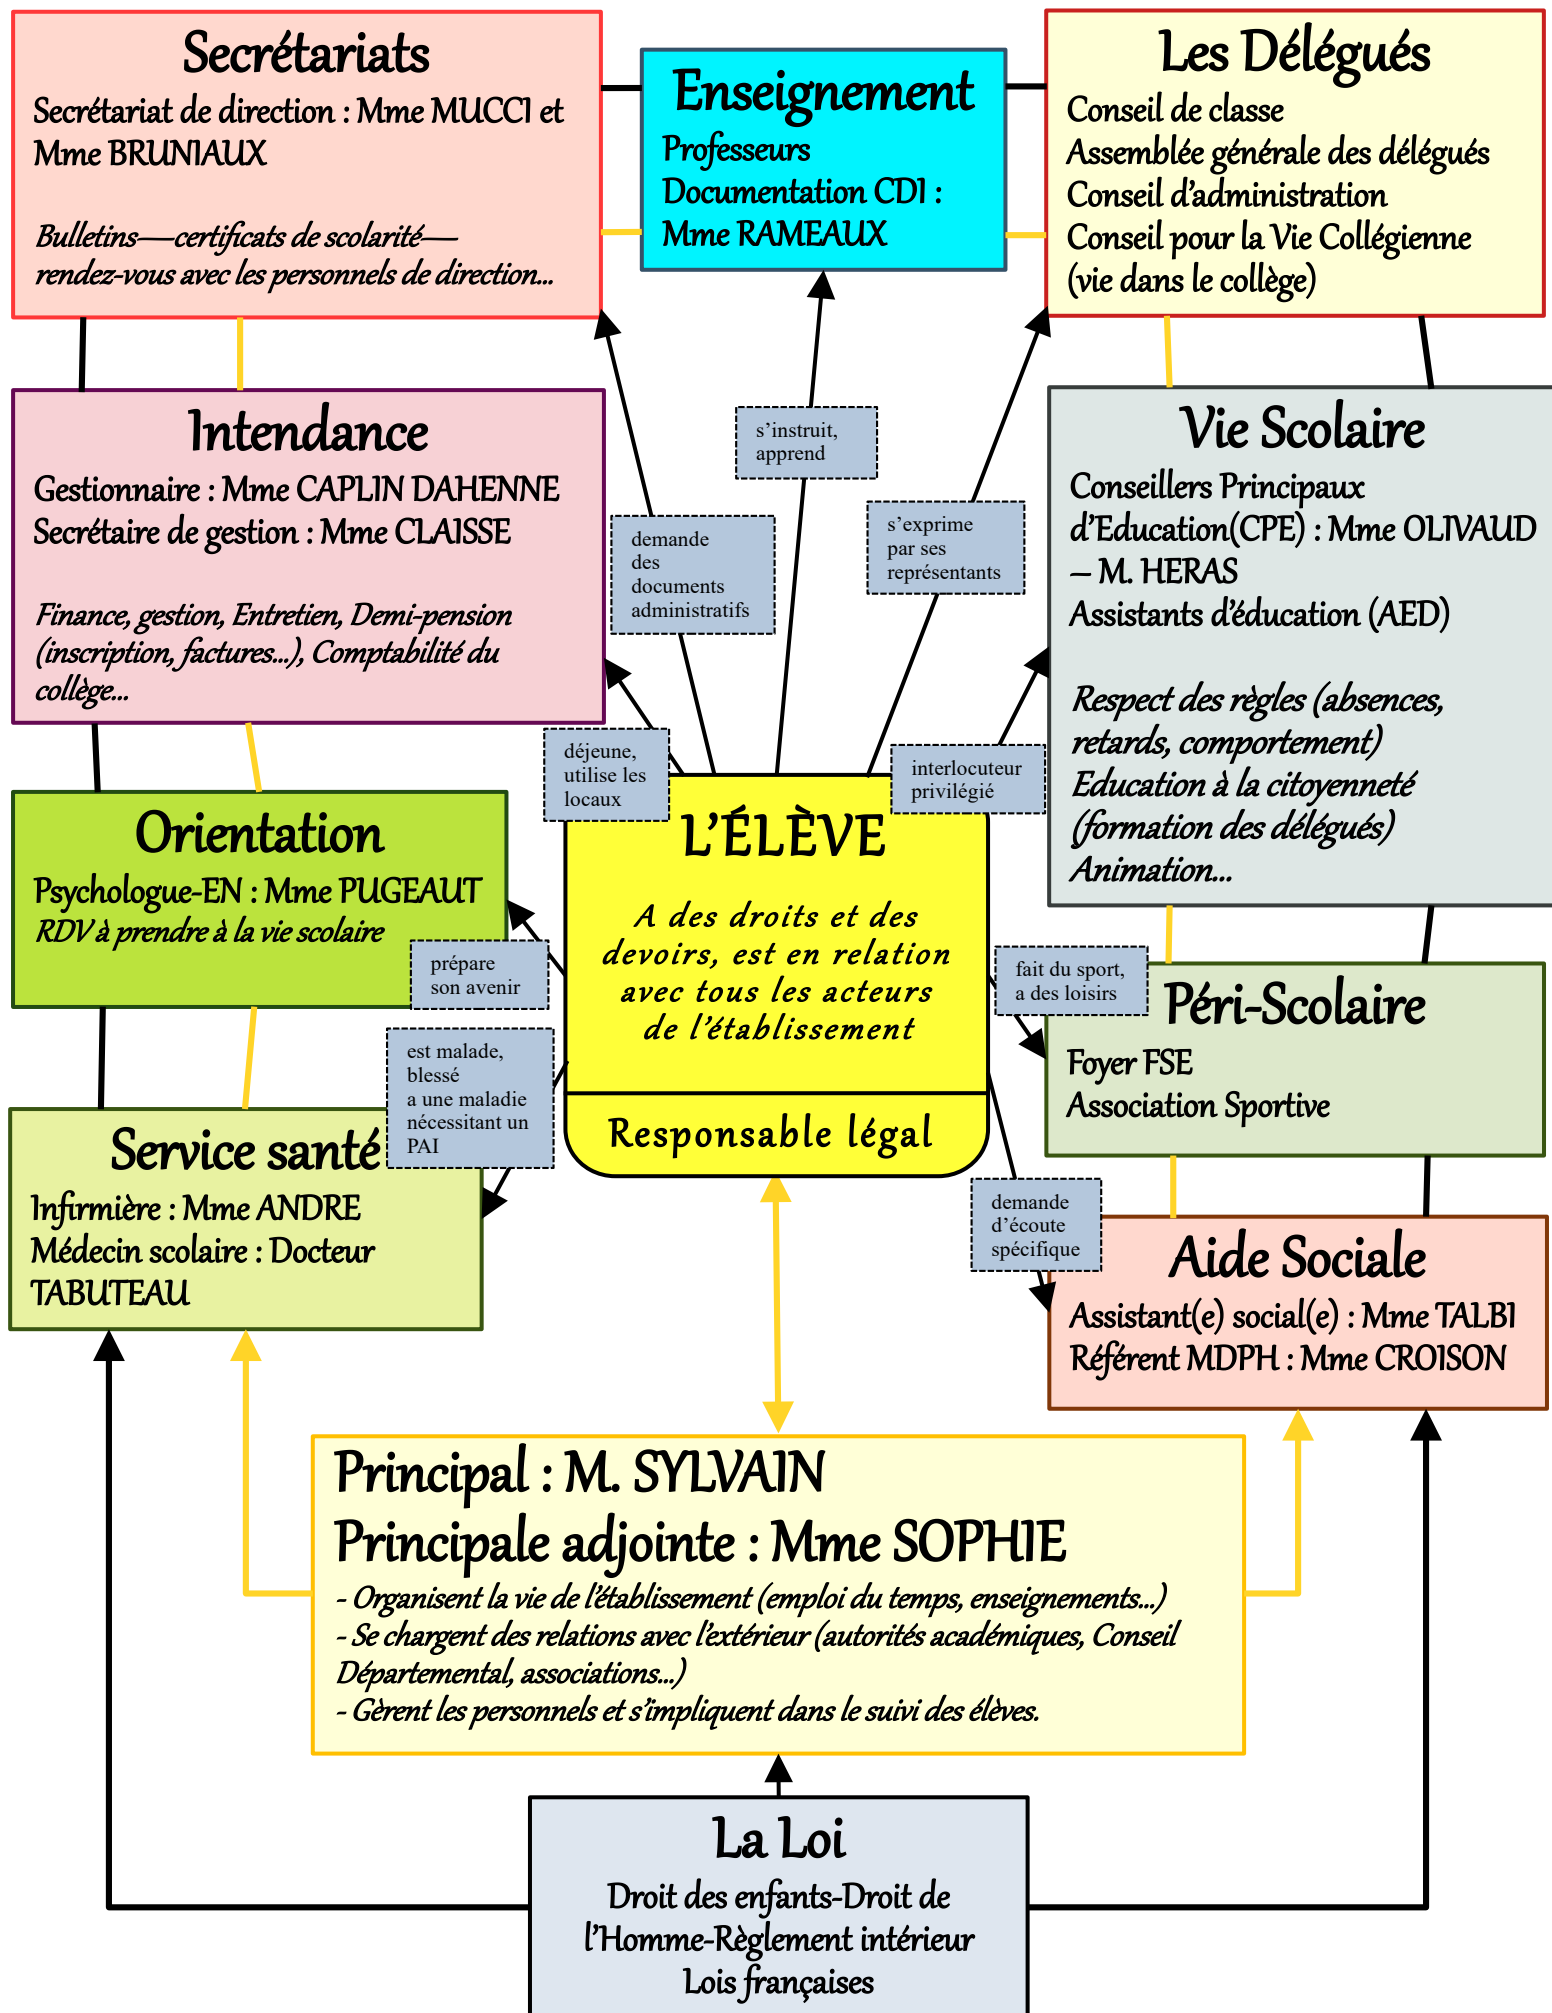 Secrétariats
Secrétariat de direction : Mme MUCCI et
Mme BRUNIAUX
Bulletins—–certificats de scolarité—–
rendez-vous avec les personnels de direction...
Enseignement
Professeurs
Documentation CDI :
Mme RAMEAUX
Les Délégués
Conseil de classe
Assemblée générale des délégués
Conseil d’administration
Conseil pour la Vie Collégienne
(vie dans le collège)
Intendance
Gestionnaire : Mme CAPLIN DAHENNE
Secrétaire de gestion : Mme CLAISSE
Finance, gestion, Entretien, Demi-pension
(inscription, factures...), Comptabilité du
collège...
s’instruit,
apprend
demande
des
documents
administratifs
s’exprime
par ses
représentants
Vie Scolaire
Conseillers Principaux
d’Education(CPE) : Mme OLIVAUD
– M. HERAS
Assistants d’éducation (AED)
Respect des règles (absences,
retards, comportement)
Education à la citoyenneté
(formation des délégués)
Animation...
déjeune,
utilise les
locaux
interlocuteur
privilégié
Orientation
Psychologue-EN : Mme PUGEAUT
RDV à prendre à la vie scolaire
prépare
son avenir
L’ÉLÈVE
A des droits et des
devoirs, est en relation
avec tous les acteurs
de l’établissement
Responsable légal
fait du sport,
a des loisirs
Péri-Scolaire
Foyer FSE
Association Sportive
est malade,
blessé
a une maladie
nécessitant un
PAI
Service santé
Infirmière : Mme ANDRE
Médecin scolaire : Docteur
TABUTEAU
demande
d’écoute
spécifique
Aide Sociale
Assistant(e) social(e) : Mme TALBI
Référent MDPH : Mme CROISON
Principal : M. SYLVAIN
Principale adjointe : Mme SOPHIE
- Organisent la vie de l’établissement (emploi du temps, enseignements...)
- Se chargent des relations avec l’extérieur (autorités académiques, Conseil
Départemental, associations...)
- Gèrent les personnels et s’impliquent dans le suivi des élèves.
La Loi
Droit des enfants-Droit de
l’Homme-Règlement intérieur
Lois françaises